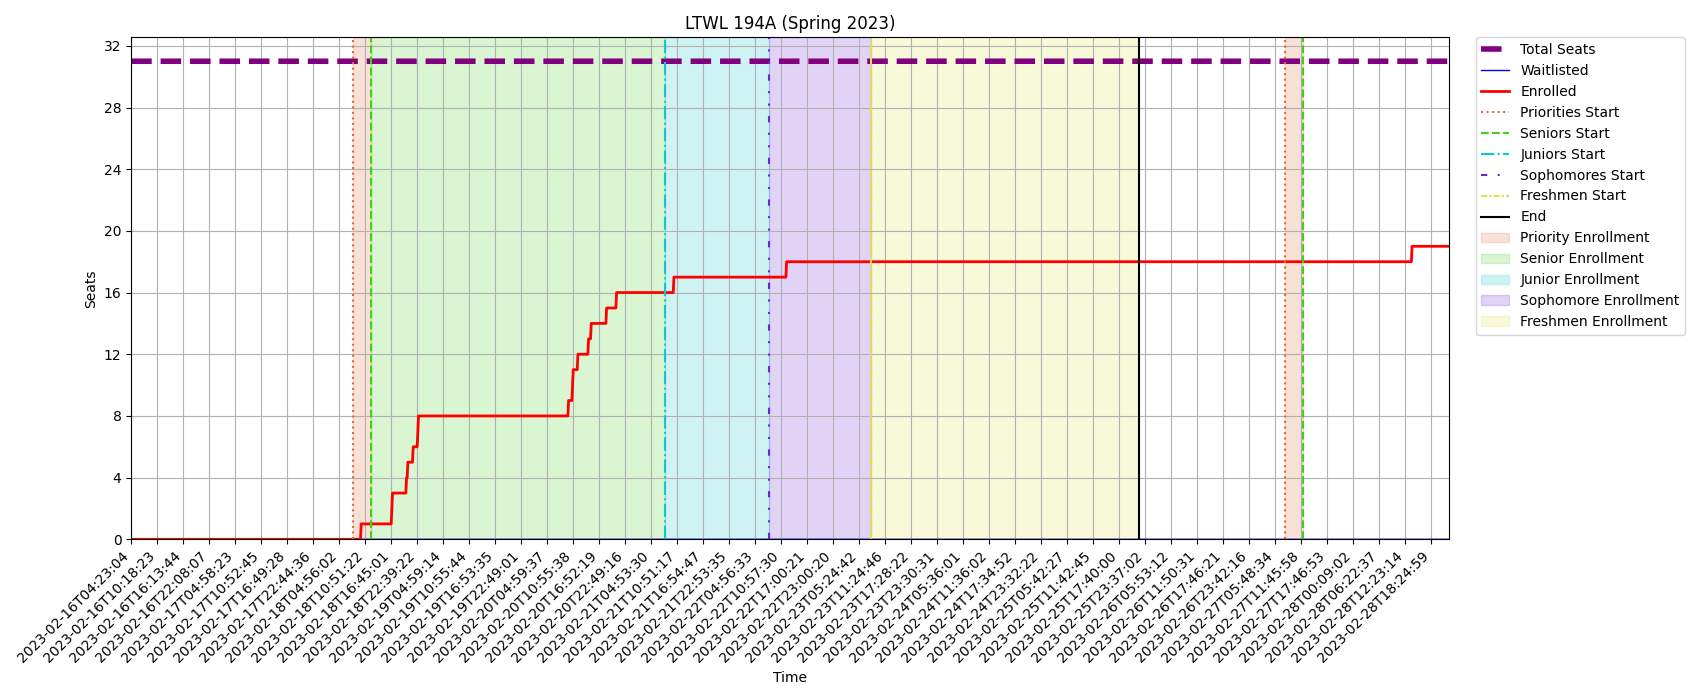 LTWL 194A (Spring 2023)
32
28
24
20
16
12
8
4
0
Seats
2023-02-16T04:23:04
2023-02-16T10:18:23
2023-02-16T16:13:44
2023-02-16T22:08:07
2023-02-17T04:58:23
2023-02-17T10:52:45
2023-02-17T16:49:28
2023-02-17T22:44:36
2023-02-18T04:56:02
2023-02-18T10:51:22
2023-02-18T16:45:01
2023-02-18T22:39:22
2023-02-19T04:59:14
2023-02-19T10:55:44
2023-02-19T16:53:35
2023-02-19T22:49:01
2023-02-20T04:59:37
2023-02-20T10:55:38
2023-02-20T16:52:19
2023-02-20T22:49:16
2023-02-21T04:53:30
2023-02-21T10:51:17
2023-02-21T16:54:47
2023-02-21T22:53:35
2023-02-22T04:56:33
2023-02-22T10:57:30
2023-02-22T17:00:21
2023-02-22T23:00:20
2023-02-23T05:24:42
2023-02-23T11:24:46
2023-02-23T17:28:22
2023-02-23T23:30:31
2023-02-24T05:36:01
2023-02-24T11:36:02
2023-02-24T17:34:52
2023-02-24T23:32:22
2023-02-25T05:42:27
2023-02-25T11:42:45
2023-02-25T17:40:00
2023-02-25T23:37:02
2023-02-26T05:53:12
2023-02-26T11:50:31
2023-02-26T17:46:21
2023-02-26T23:42:16
2023-02-27T05:48:34
2023-02-27T11:45:58
2023-02-27T17:46:53
2023-02-28T00:09:02
2023-02-28T06:22:37
2023-02-28T12:23:14
2023-02-28T18:24:59
Time
Total Seats
Waitlisted
Enrolled
Priorities Start
Seniors Start
Juniors Start
Sophomores Start
Freshmen Start
End
Priority Enrollment
Senior Enrollment
Junior Enrollment
Sophomore Enrollment
Freshmen Enrollment